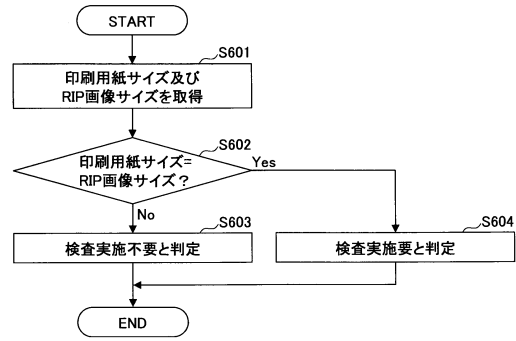 START
S601
印刷用紙サイズ及び
RIP画像サイズを取得
S602
印刷用紙サイズ=
RIP画像サイズ?
Yes
No
S603
検査実施不要と判定
S604
検査実施要と判定
END